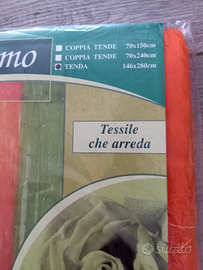 mo
COPPIA TENDE 70x150cm
COPPIA TENDE 70x240cm
TENDA 146x280cm
Tessile
che arreda
subito